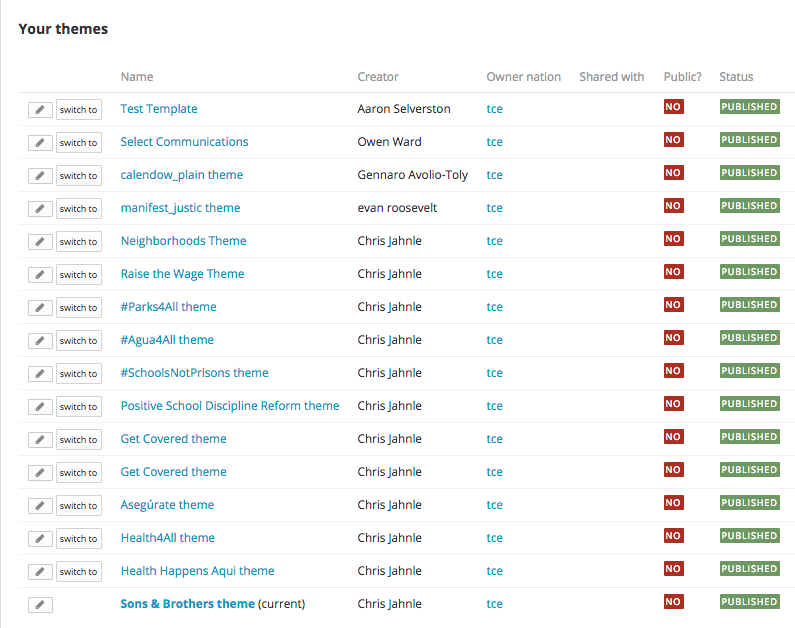 Your themes
Name Creator Owner nation Shared with Public? Status
switch to Test Template Aaron Selverston tce NO PUBLISHED
switch to Select Communications Owen Ward tce NO PUBLISHED
switch to calendow_plain theme Gennaro Avolio-Toly tce NO PUBLISHED
switch to manifest_justic theme evan roosevelt tce NO PUBLISHED
switch to Neighborhoods Theme Chris Jahnle tce NO PUBLISHED
switch to Raise the Wage Theme Chris Jahnle tce NO PUBLISHED
switch to #Parks4All theme Chris Jahnle tce NO PUBLISHED
switch to #Agua4All theme Chris Jahnle tce NO PUBLISHED
switch to #SchoolsNotPrisons theme Chris Jahnle tce NO PUBLISHED
switch to Positive School Discipline Reform theme Chris Jahnle tce NO PUBLISHED
switch to Get Covered theme Chris Jahnle tce NO PUBLISHED
switch to Get Covered theme Chris Jahnle tce NO PUBLISHED
switch to Asegúrate theme Chris Jahnle tce NO PUBLISHED
switch to Health4All theme Chris Jahnle tce NO PUBLISHED
switch to Health Happens Aqui theme Chris Jahnle tce NO PUBLISHED
Sons & Brothers theme (current) Chris Jahnle tce NO PUBLISHED